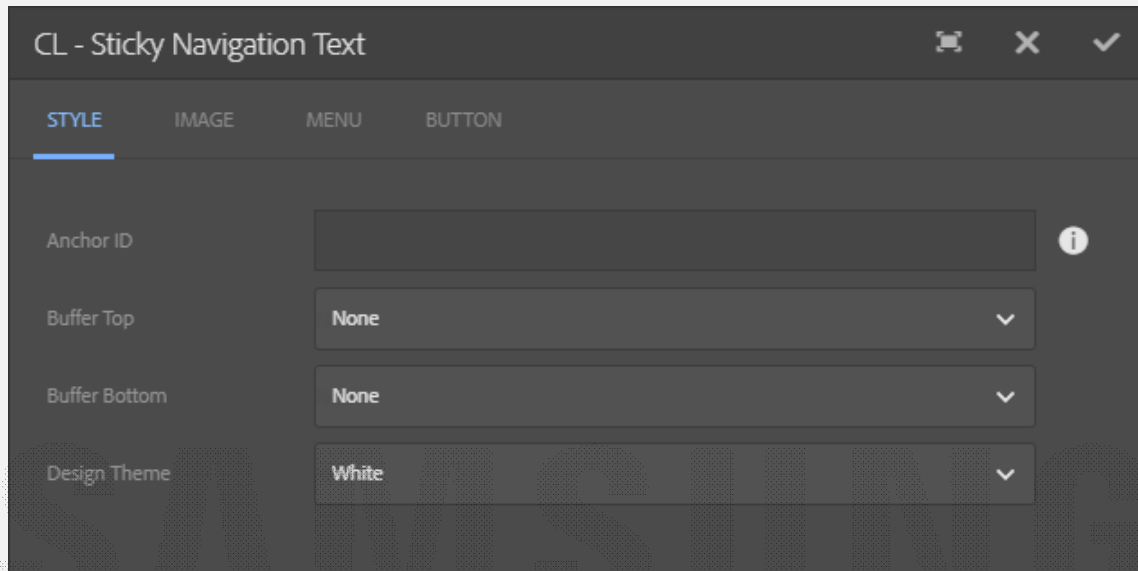 CL - Sticky Navigation Text
STYLE IMAGE MENU BUTTON
Anchor ID
Buffer Top None
Buffer Bottom None
Design Theme White
SAMSUNG